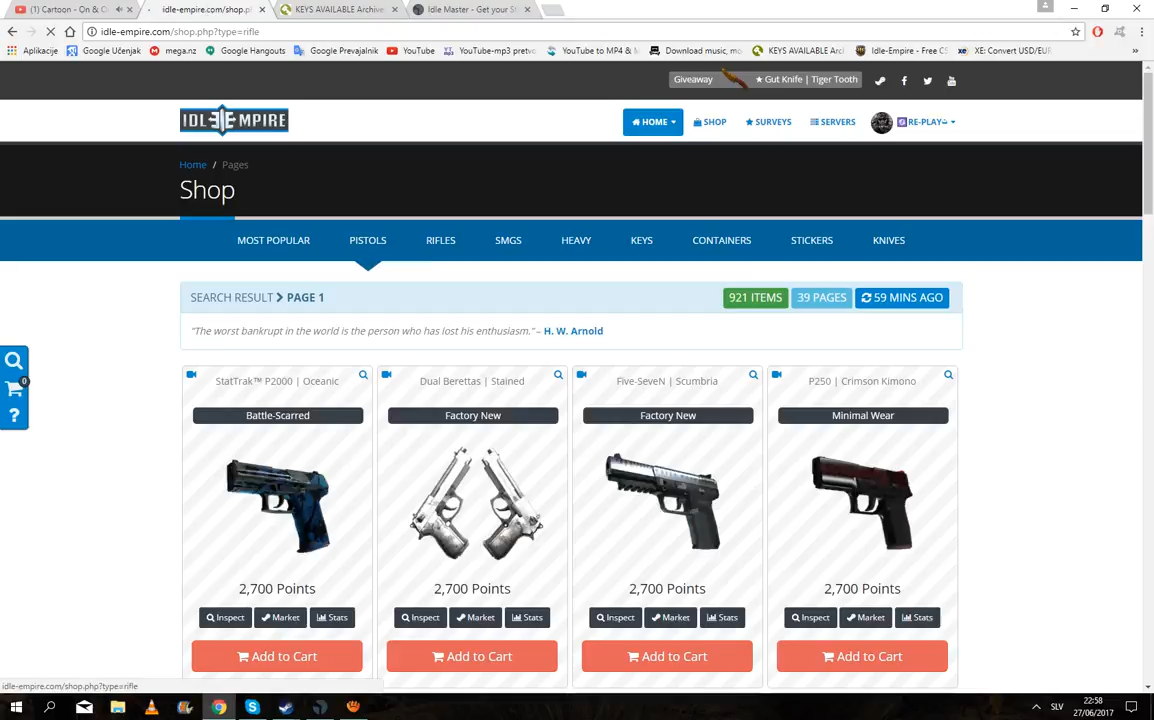 (1) Cartoon - On & O
idle-empire.com/shop.ph
KEYS AVAILABLE Archive
Idle Master - Get your St
idle-empire.com/shop.php?type=rifle
Aplikacije Google Učenjak mega.nz Google Hangouts Google Prevajalnik YouTube YouTube-mp3 pretvo YouTube to MP4 & M Download music, mo KEYS AVAILABLE Arci Idle-Empire - Free CS XE: Convert USD/EUR
Giveaway ★ Gut Knife | Tiger Tooth
IDLE EMPIRE
HOME SHOP SURVEYS SERVERS RE-PLAY
Home / Pages
Shop
MOST POPULAR PISTOLS RIFLES SMGS HEAVY KEYS CONTAINERS STICKERS KNIVES
SEARCH RESULT PAGE 1 921 ITEMS 39 PAGES 59 MINS AGO
"The worst bankrupt in the world is the person who has lost his enthusiasm." – H. W. Arnold
0
StatTrak™ P2000 | Oceanic
Dual Berettas | Stained
Five-SeveN | Scumbria
P250 | Crimson Kimono
Battle-Scarred
Factory New
Factory New
Minimal Wear
2,700 Points
2,700 Points
2,700 Points
2,700 Points
Inspect Market Stats
Inspect Market Stats
Inspect Market Stats
Inspect Market Stats
Add to Cart
Add to Cart
Add to Cart
Add to Cart
idle-empire.com/shop.php?type=rifle
SLV
22:58
27/06/2017